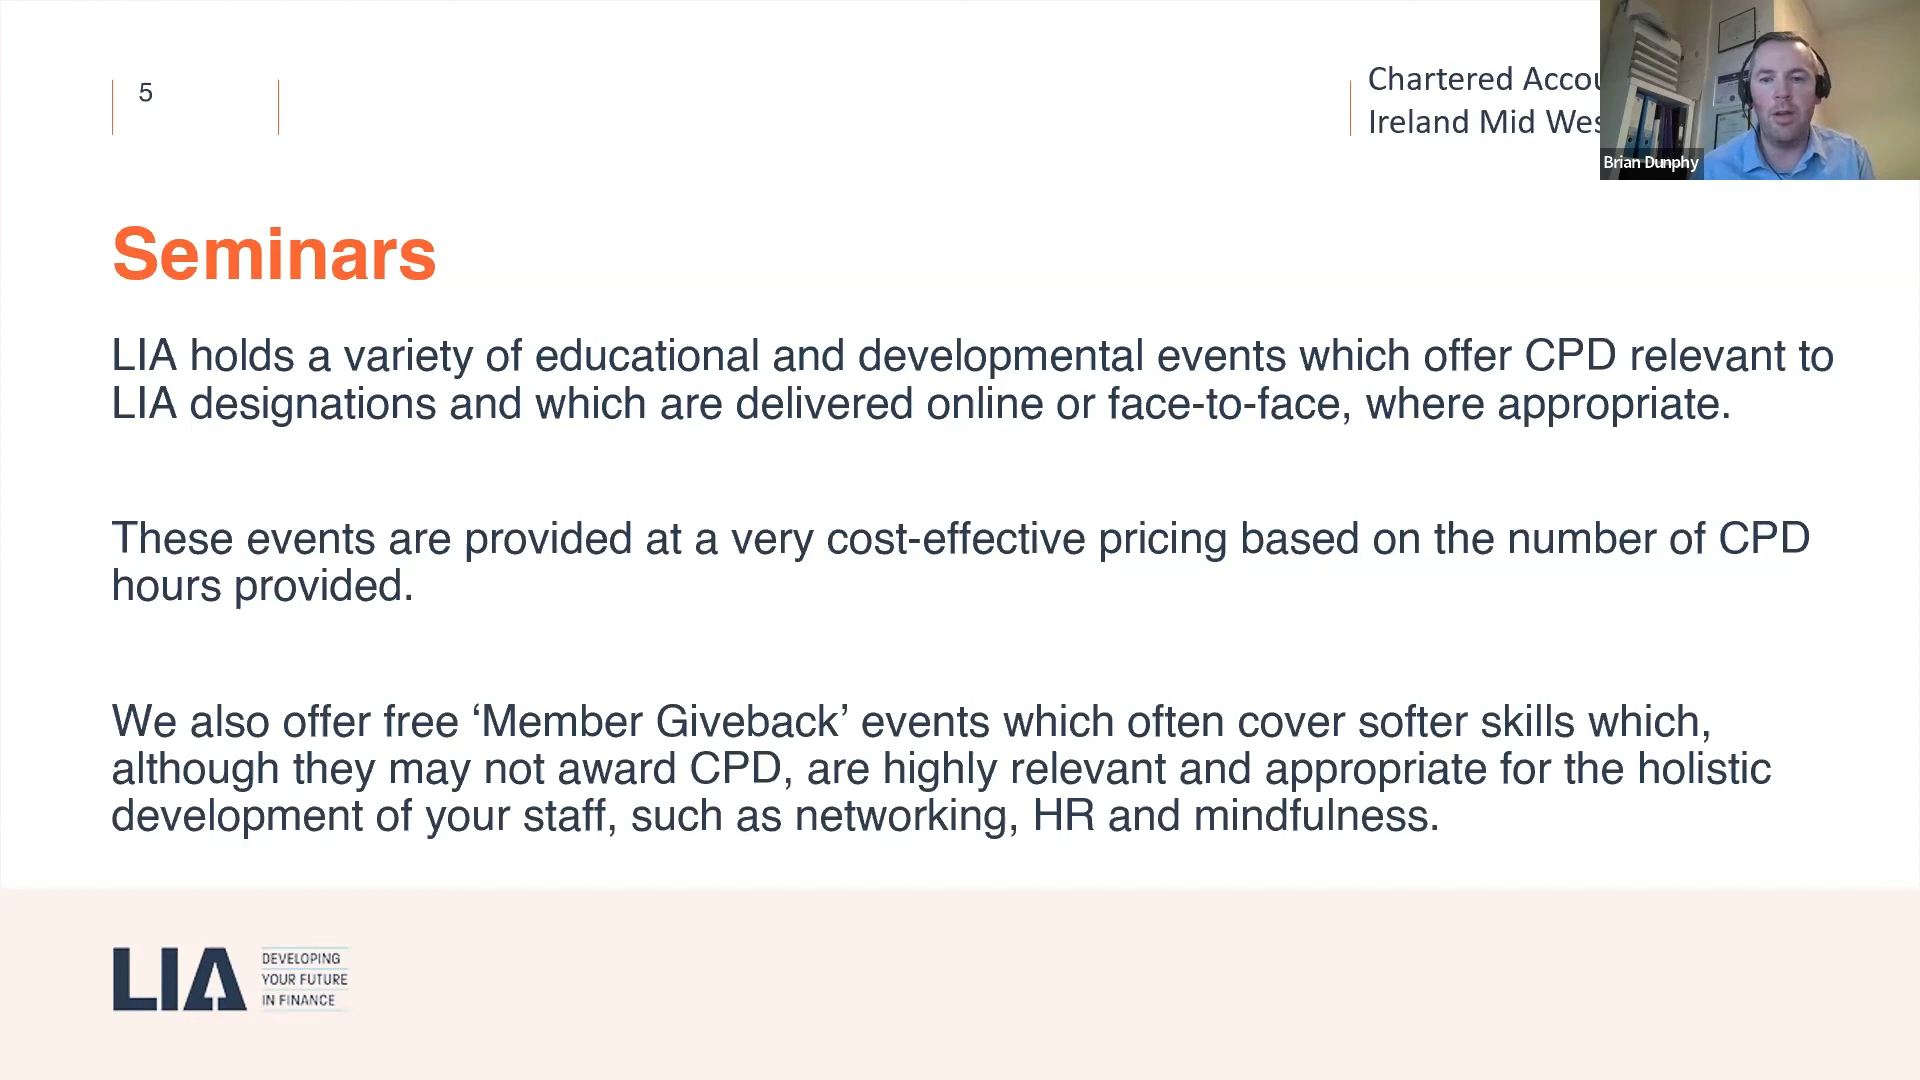 5
Chartered
Ireland Mid
Brian Dunphy
Seminars
LIA holds a variety of educational and developmental events which offer CPD relevant to
LIA designations and which are delivered online or face-to-face, where appropriate.
These events are provided at a very cost-effective pricing based on the number of CPD
hours provided.
We also offer free ‘Member Giveback’ events which often cover softer skills which,
although they may not award CPD, are highly relevant and appropriate for the holistic
development of your staff, such as networking, HR and mindfulness.
LIA
DEVELOPING
YOUR FUTURE
IN FINANCE